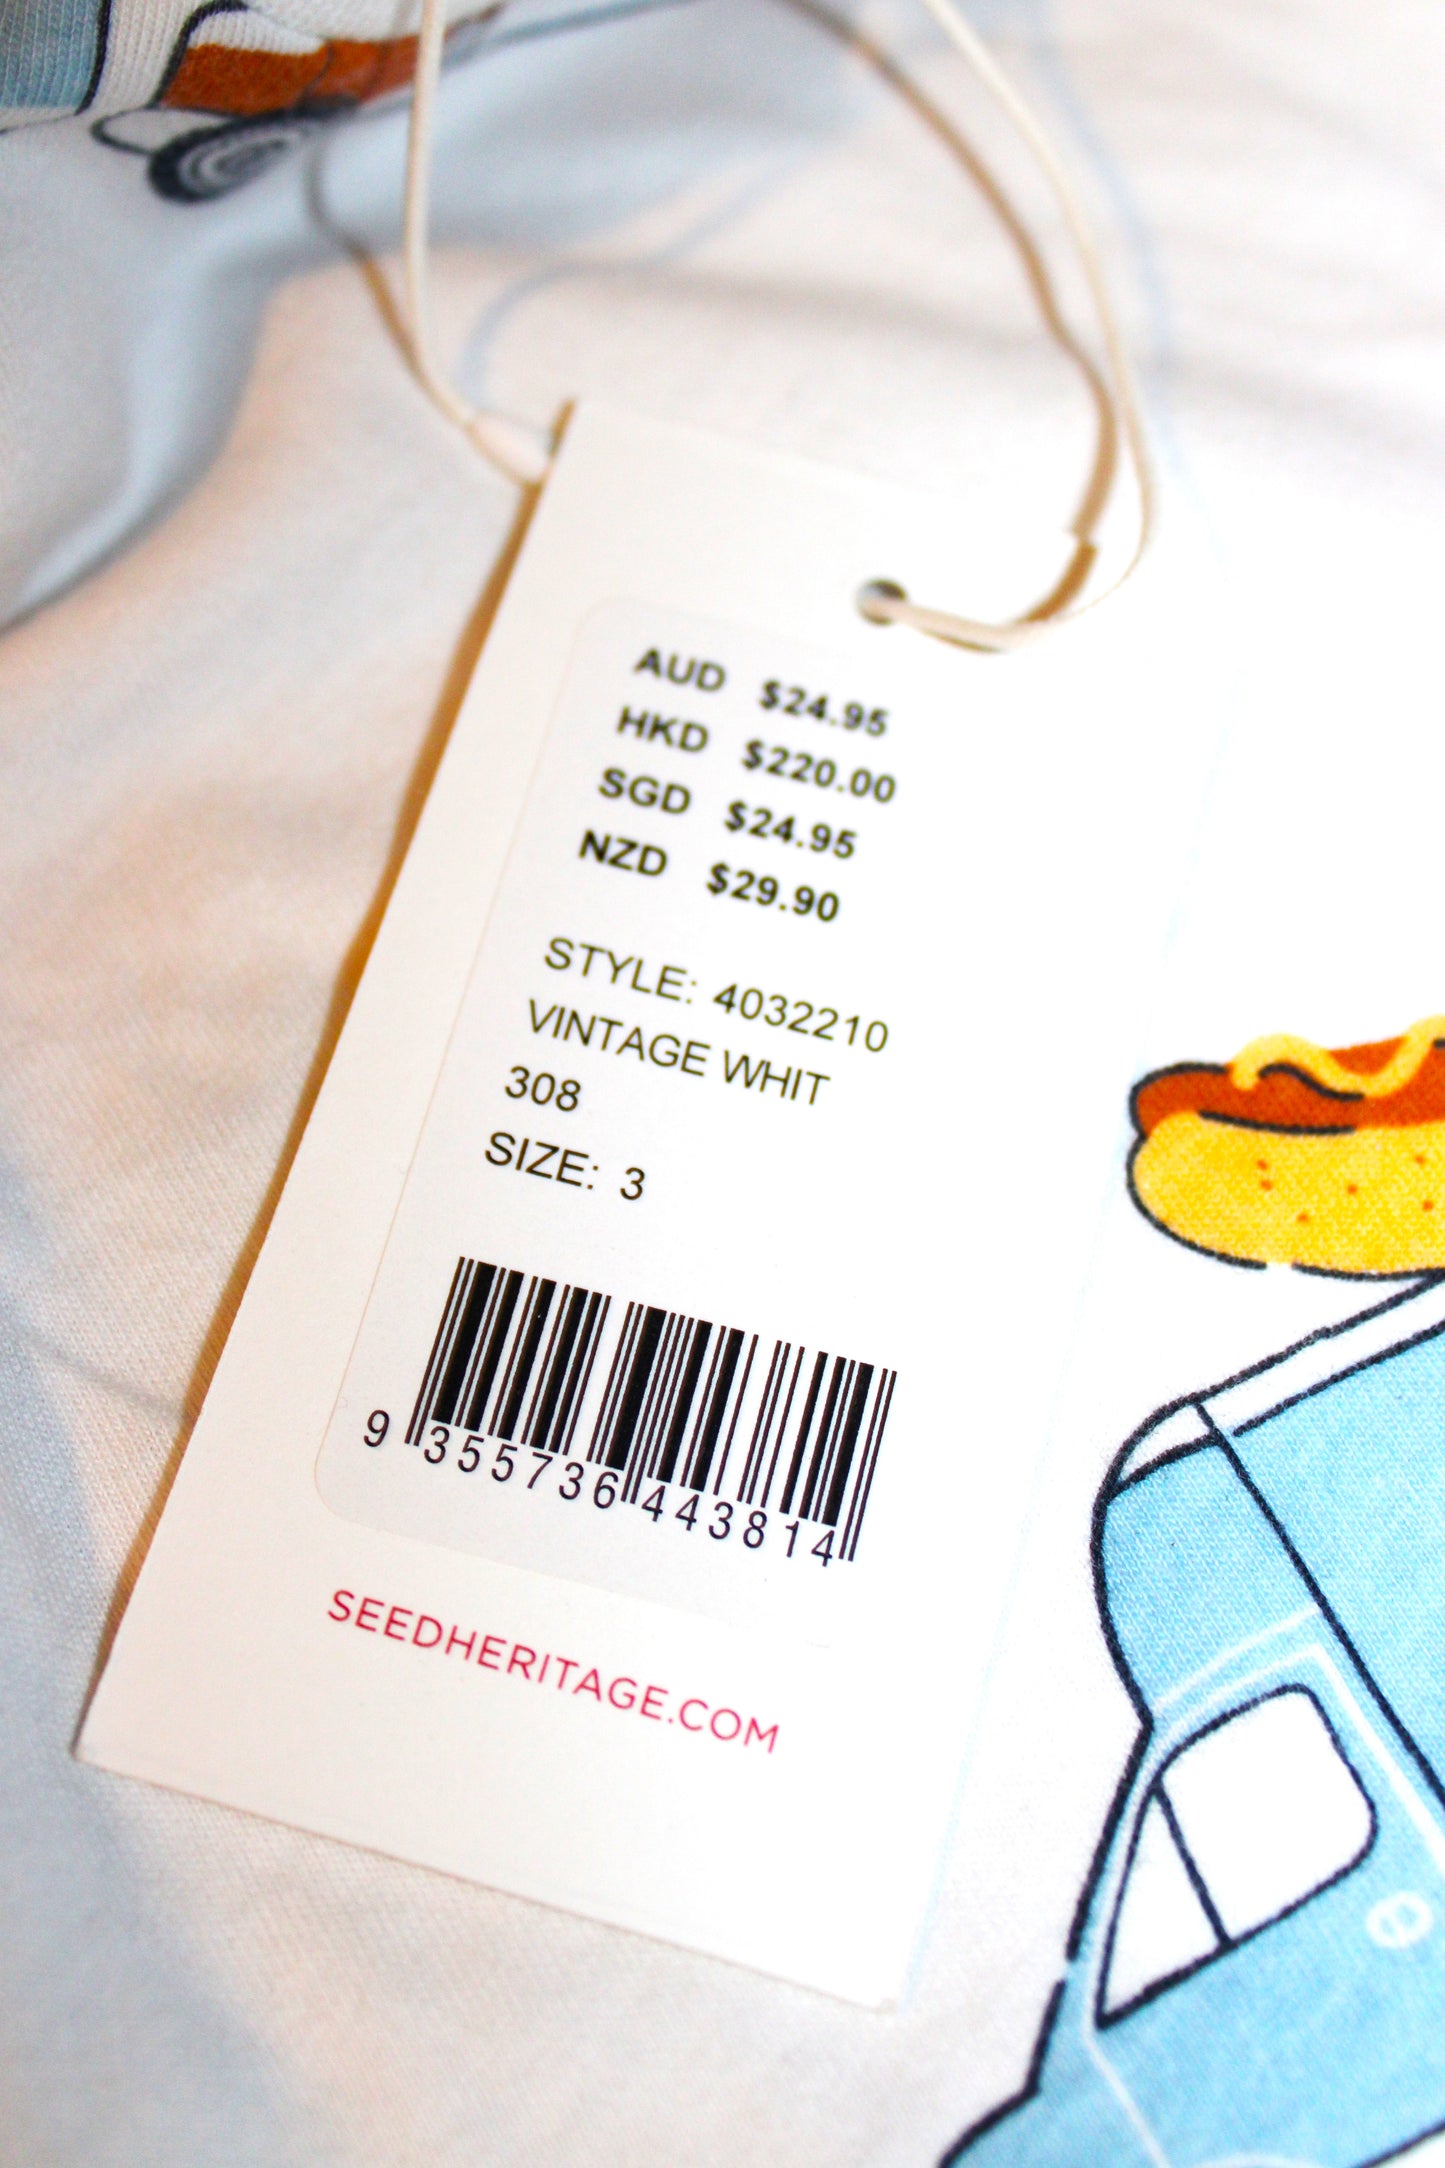 AUD $24.95
HKD $220.00
SGD $24.95
NZD $29.90
STYLE: 4032210
VINTAGE WHIT
308
SIZE: 3
9 355736 443814
SEEDHERITAGE.COM